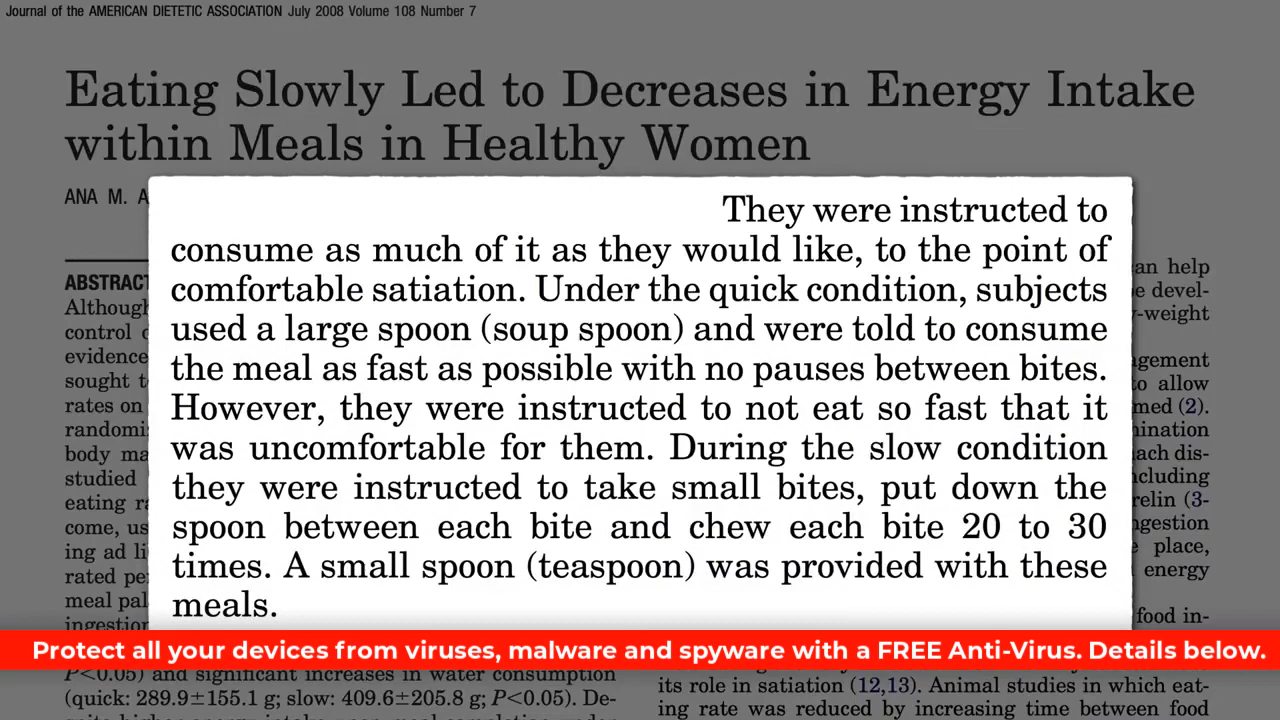 Journal of the AMERICAN DIETETIC ASSOCIATION July 2008 Volume 108 Number 7
Eating Slowly Led to Decreases in Energy Intake
within Meals in Healthy Women
ANA M. A
They were instructed to
consume as much of it as they would like, to the point of
comfortable satiation. Under the quick condition, subjects
used a large spoon (soup spoon) and were told to consume
the meal as fast as possible with no pauses between bites.
However, they were instructed to not eat so fast that it
was uncomfortable for them. During the slow condition
they were instructed to take small bites, put down the
spoon between each bite and chew each bite 20 to 30
times. A small spoon (teaspoon) was provided with these
meals.
ABSTRACT
Although
control
evidence
sought t
rates on
randomi
body ma
studied
eating ra
come, us
ing ad li
rated pe
meal pal
ingestion
Protect all your devices from viruses, malware and spyware with a FREE Anti-Virus. Details below.
P<0.05) and significant increases in water consumption
(quick: 289.9±155.1 g; slow: 409.6±205.8 g; P<0.05). De-
an help
e devel-
y-weight
gement
to allow
med (2).
nination
ach dis-
ncluding
relin (3-
ngestion
e place,
energy
food in-
its role in satiation (12,13). Animal studies in which eat-
ing rate was reduced by increasing time between food